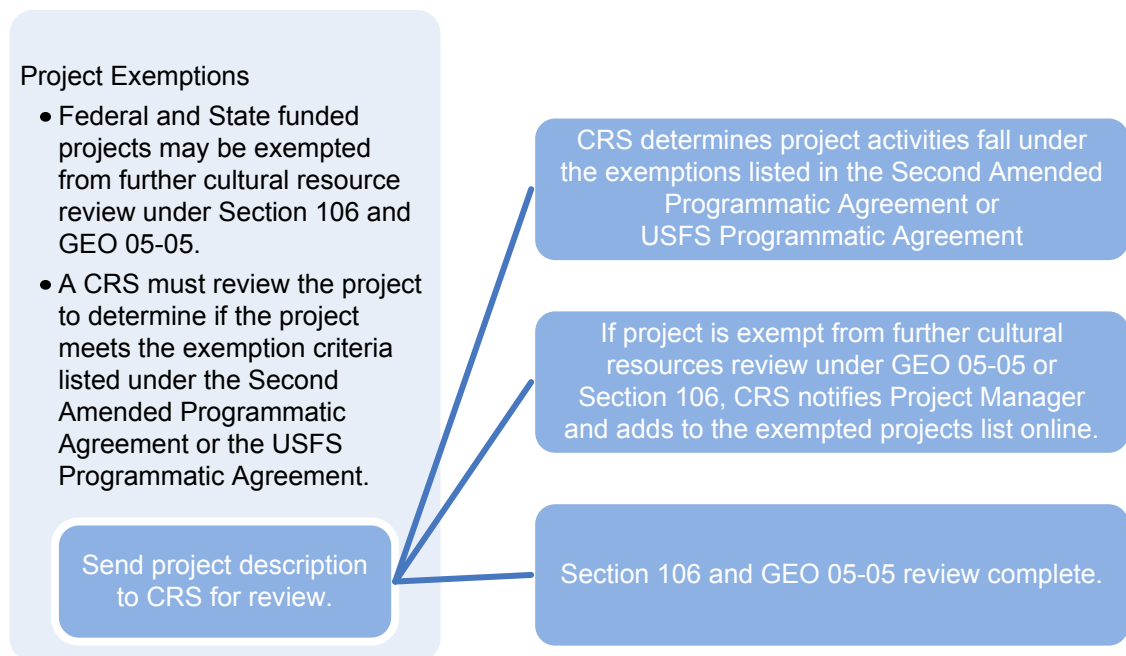 Project Exemptions
• Federal and State funded
projects may be exempted
from further cultural resource
review under Section 106 and
GEO 05-05.
• A CRS must review the project
to determine if the project
meets the exemption criteria
listed under the Second
Amended Programmatic
Agreement or the USFS
Programmatic Agreement.
Send project description
to CRS for review.
CRS determines project activities fall under
the exemptions listed in the Second Amended
Programmatic Agreement or
USFS Programmatic Agreement
If project is exempt from further cultural
resources review under GEO 05-05 or
Section 106, CRS notifies Project Manager
and adds to the exempted projects list online.
Section 106 and GEO 05-05 review complete.